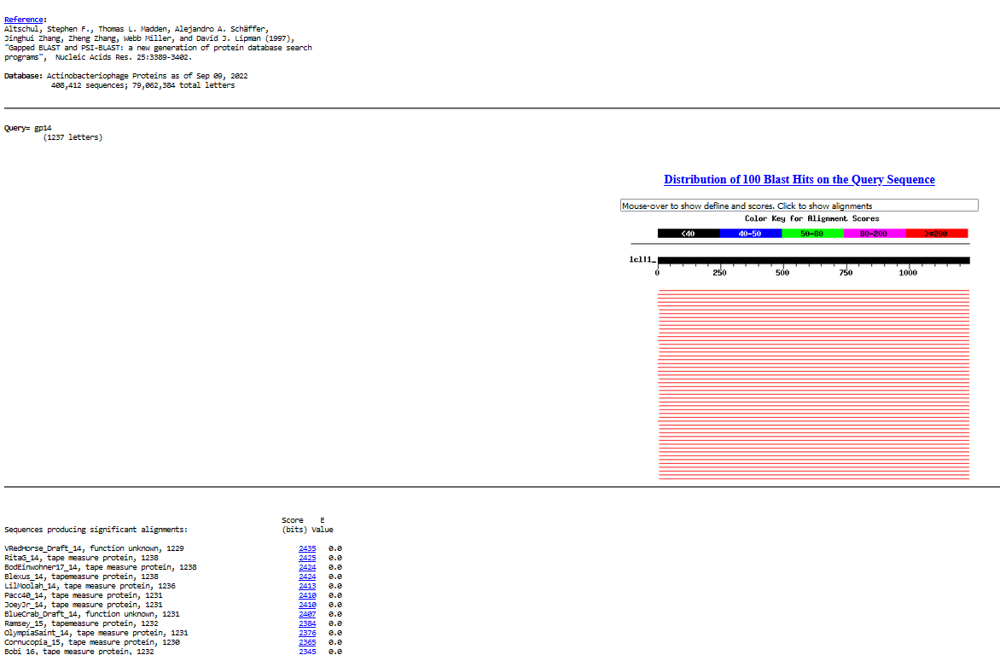 Reference:
Altschul, Stephen F., Thomas L. Madden, Alejandro A. Schäffer,
Jinghui Zhang, Zheng Zhang, Webb Miller, and David J. Lipman (1997),
"Gapped BLAST and PSI-BLAST: a new generation of protein database search
programs", Nucleic Acids Res. 25:3389-3402.
Database: Actinobacteriophage Proteins as of Sep 09, 2022
408,412 sequences; 79,062,384 total letters
Query= gp14
(1237 letters)
Distribution of 100 Blast Hits on the Query Sequence
Mouse-over to show defline and scores. Click to show alignments
Color Key for Alignment Scores
<40 40-50 50-80 80-200 >=200
lcl|1_
0 250 500 750 1000
Score E
Sequences producing significant alignments: (bits) Value
VRedHorse_Draft_14, function unknown, 1229 2435 0.0
RitaG_14, tape measure protein, 1238 2425 0.0
BodEinwohner17_14, tape measure protein, 1238 2424 0.0
Blexus_14, tapemeasure protein, 1238 2424 0.0
LilMoolah_14, tape measure protein, 1236 2413 0.0
Pacc40_14, tape measure protein, 1231 2410 0.0
JoeyJr_14, tape measure protein, 1231 2410 0.0
BlueCrab_Draft_14, function unknown, 1231 2407 0.0
Ramsey_15, tapemeasure protein, 1232 2384 0.0
OlympiaSaint_14, tape measure protein, 1231 2376 0.0
Cornucopia_15, tape measure protein, 1230 2365 0.0
Bobi_16, tape measure protein, 1232 2345 0.0